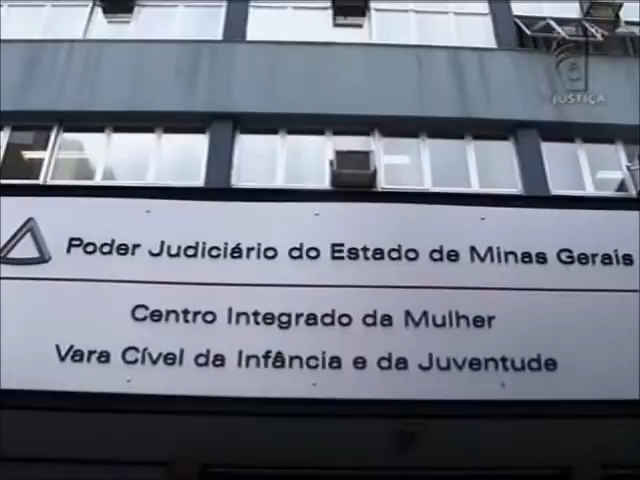 JUSTIÇA
Poder Judiciário do Estado de Minas Gerais
Centro Integrado da Mulher
Vara Cível da Infância e da Juventude